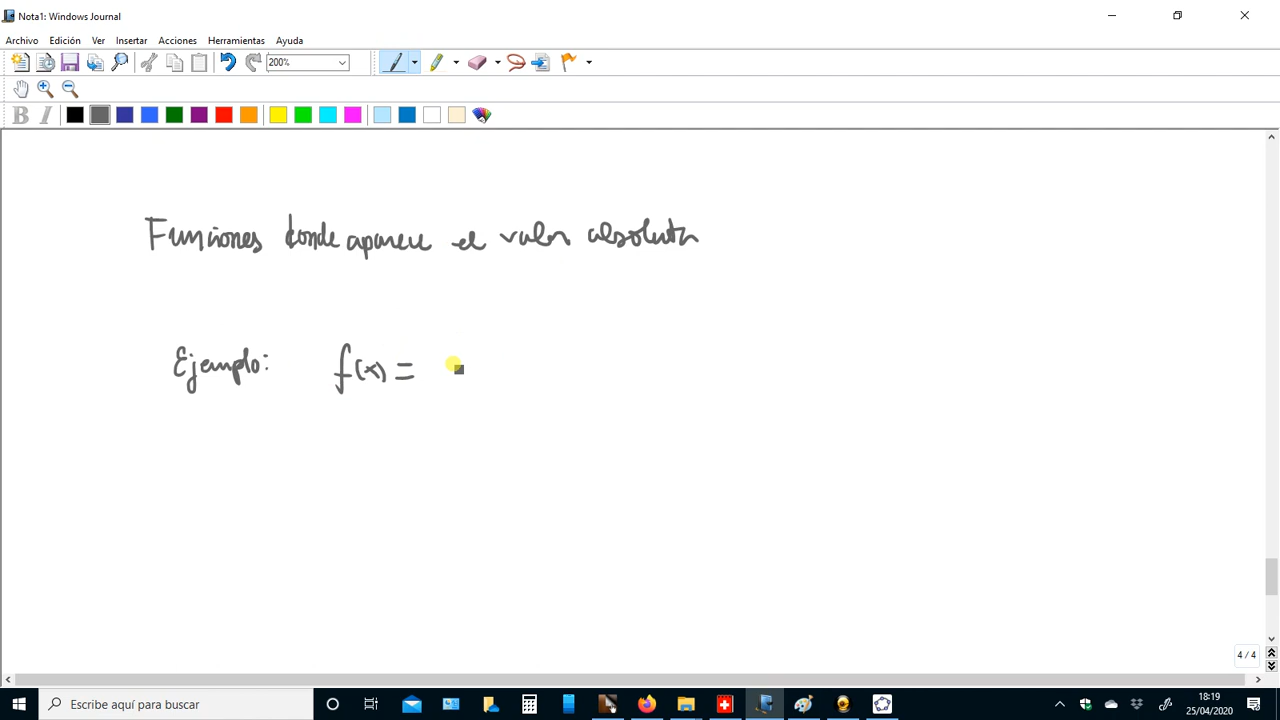 Nota1: Windows Journal
Archivo Edición Ver Insertar Acciones Herramientas Ayuda
200%
B I
Funciones donde aparece el valor absoluto
Ejemplo: f(x) =
4 / 4
Escribe aquí para buscar
18:19
25/04/2020